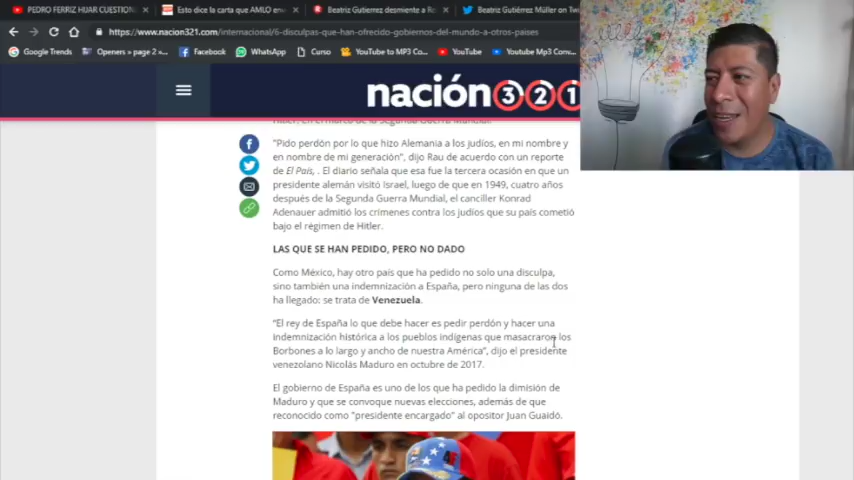 PEDRO FERRIZ HIJAR CUESTION
Esto dice la carta que AMLO en
Beatriz Gutierrez desmiente a R
Beatriz Gutiérrez Müller on Tw
https://www.nacion321.com/internacional/6-disculpas-que-han-ofrecido-gobiernos-del-mundo-a-otros-paises
Google Trends
Openers » page 2 «...
Facebook
WhatsApp
Curso
YouTube to MP3 Co...
YouTube
Youtube Mp3 Conv...
nación321
Hitler, en el marco de la Segunda Guerra Mundial.
"Pido perdón por lo que hizo Alemania a los judíos, en mi nombre y
en nombre de mi generación", dijo Rau de acuerdo con un reporte
de El País, . El diario señala que esa fue la tercera ocasión en que un
presidente alemán visitó Israel, luego de que en 1949, cuatro años
después de la Segunda Guerra Mundial, el canciller Konrad
Adenauer admitió los crímenes contra los judíos que su país cometió
bajo el régimen de Hitler.
LAS QUE SE HAN PEDIDO, PERO NO DADO
Como México, hay otro país que ha pedido no solo una disculpa,
sino también una indemnización a España, pero ninguna de las dos
ha llegado: se trata de Venezuela.
"El rey de España lo que debe hacer es pedir perdón y hacer una
indemnización histórica a los pueblos indígenas que masacraron los
Borbones a lo largo y ancho de nuestra América", dijo el presidente
venezolano Nicolás Maduro en octubre de 2017.
El gobierno de España es uno de los que ha pedido la dimisión de
Maduro y que se convoque nuevas elecciones, además de que
reconocido como "presidente encargado" al opositor Juan Guaidó.